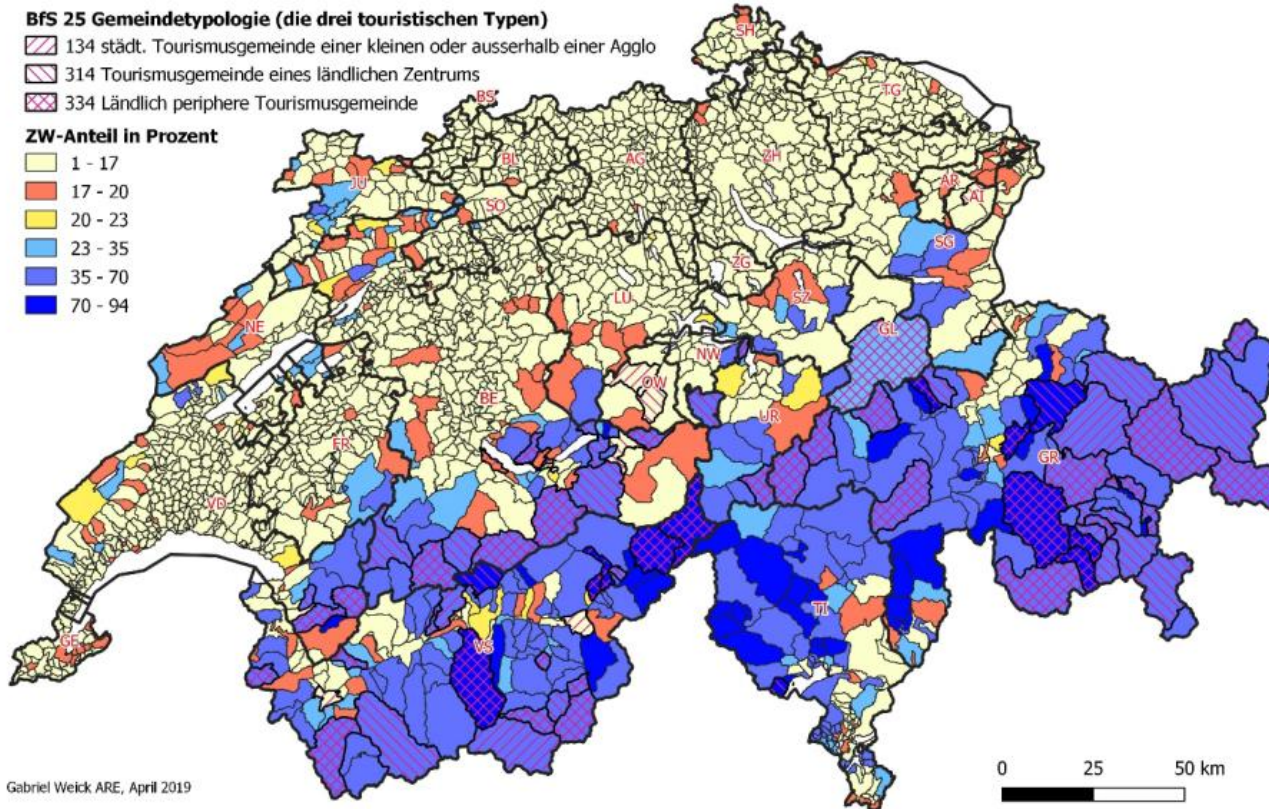 BfS 25 Gemeindetypologie (die drei touristischen Typen)
134 städt. Tourismusgemeinde einer kleinen oder ausserhalb einer Agglo
314 Tourismusgemeinde eines ländlichen Zentrums
334 Ländlich periphere Tourismusgemeinde
ZW-Anteil in Prozent
1 - 17
17 - 20
20 - 23
23 - 35
35 - 70
70 - 94
SH
BS
TG
BL
AG
ZH
JU
AR
AI
SO
SG
ZG
LU
SZ
NE
GL
NW
OW
BE
UR
FR
GR
VD
TI
GE
VS
Gabriel Weick ARE, April 2019
0 25 50 km